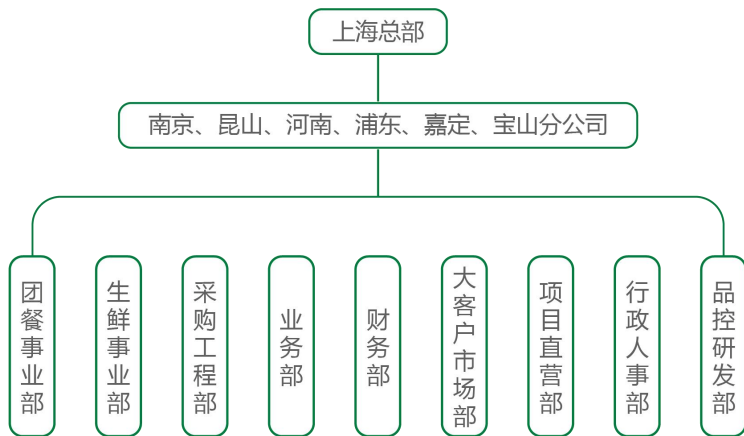 上海总部
南京、昆山、河南、浦东、嘉定、宝山分公司
团餐事业部
生鲜事业部
采购工程部
业务部
财务部
大客户市场部
项目直营部
行政人事部
品控研发部